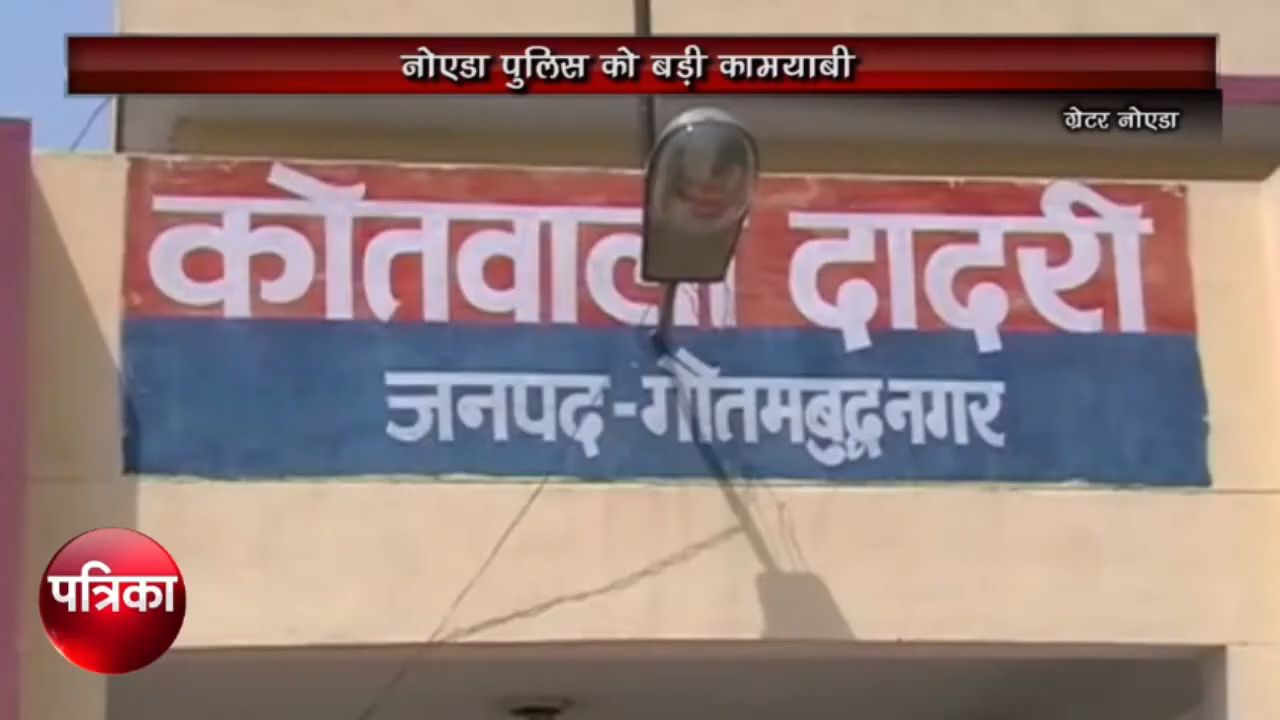 नोएडा पुलिस को बड़ी कामयाबी
ग्रेटर नोएडा
दादरी
जनपद-गौतमबुद्धनगर
पत्रिका